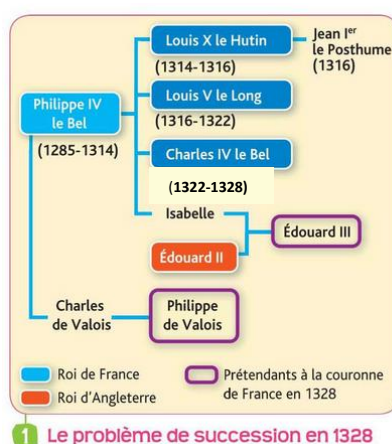 Louis X le Hutin
(1314-1316)
Jean Ier
le Posthume
(1316)
Philippe IV
le Bel
(1285-1314)
Louis V le Long
(1316-1322)
Charles IV le Bel
(1322-1328)
Isabelle
Édouard III
Édouard II
Charles
de Valois
Philippe
de Valois
Roi de France
Roi d'Angleterre
Prétendants à la couronne
de France en 1328
1 Le problème de succession en 1328